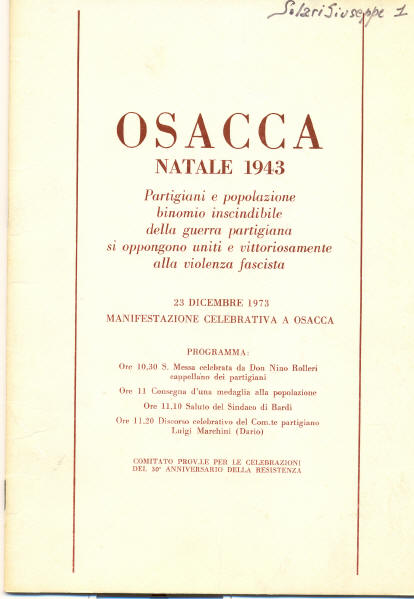 Solari Giuseppe 1
OSACCA
NATALE 1943
Partigiani e popolazione
binomio inscindibile
della guerra partigiana
si oppongono uniti e vittoriosamente
alla violenza fascista
23 DICEMBRE 1973
MANIFESTAZIONE CELEBRATIVA A OSACCA
PROGRAMMA:
Ore 10,30 S. Messa celebrata da Don Nino Rolleri
cappellano dei partigiani
Ore 11 Consegna d'una medaglia alla popolazione
Ore 11,10 Saluto del Sindaco di Bardi
Ore 11,20 Discorso celebrativo del Com.te partigiano
Luigi Marchini (Dario)
COMITATO PROV.LE PER LE CELEBRAZIONI
DEL 30° ANNIVERSARIO DELLA RESISTENZA